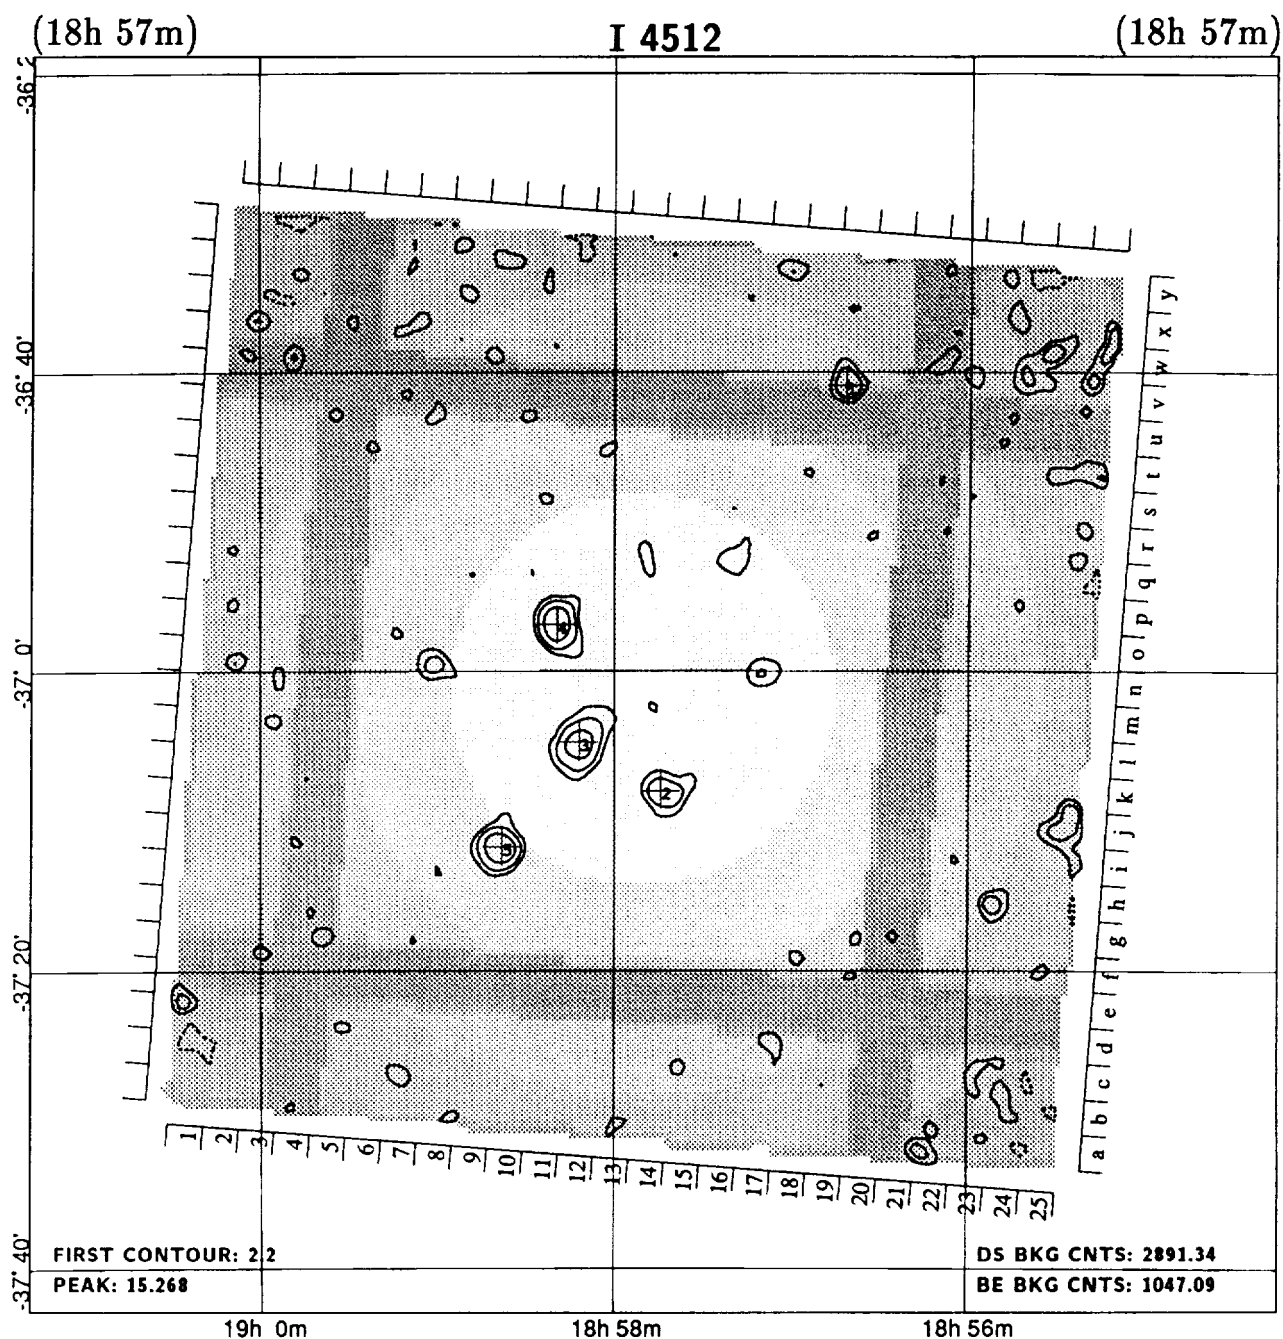 (18h 57m) I 4512 (18h 57m)
-36° 40'
-37° 0'
-37° 20'
-37° 40'
y
x
w
v
u
t
s
r
q
p
o
n
m
l
k
j
i
h
g
f
e
d
c
b
a
3
2
1 2 3 4 5 6 7 8 9 10 11 12 13 14 15 16 17 18 19 20 21 22 23 24 25
FIRST CONTOUR: 2.2 DS BKG CNTS: 2891.34
PEAK: 15.268 BE BKG CNTS: 1047.09
19h 0m 18h 58m 18h 56m